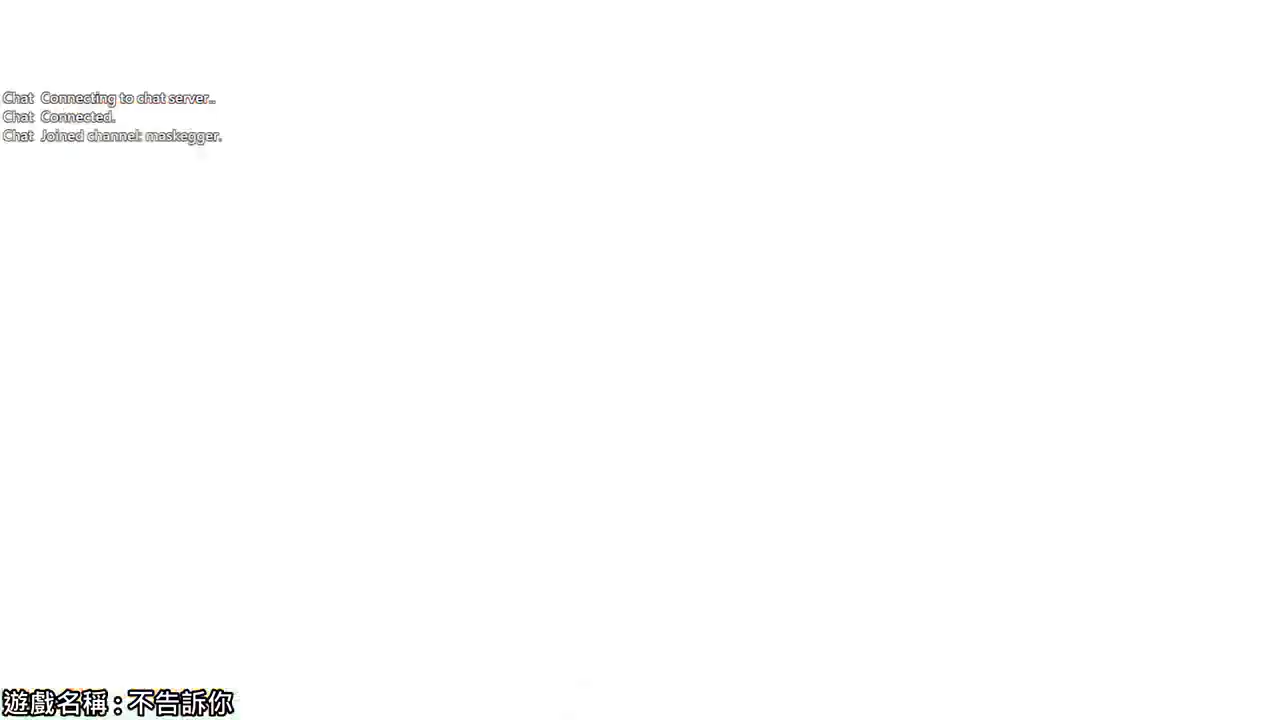 Chat Connecting to chat server..
Chat Connected.
Chat Joined channel: maskegger.
遊戲名稱 : 不告訴你